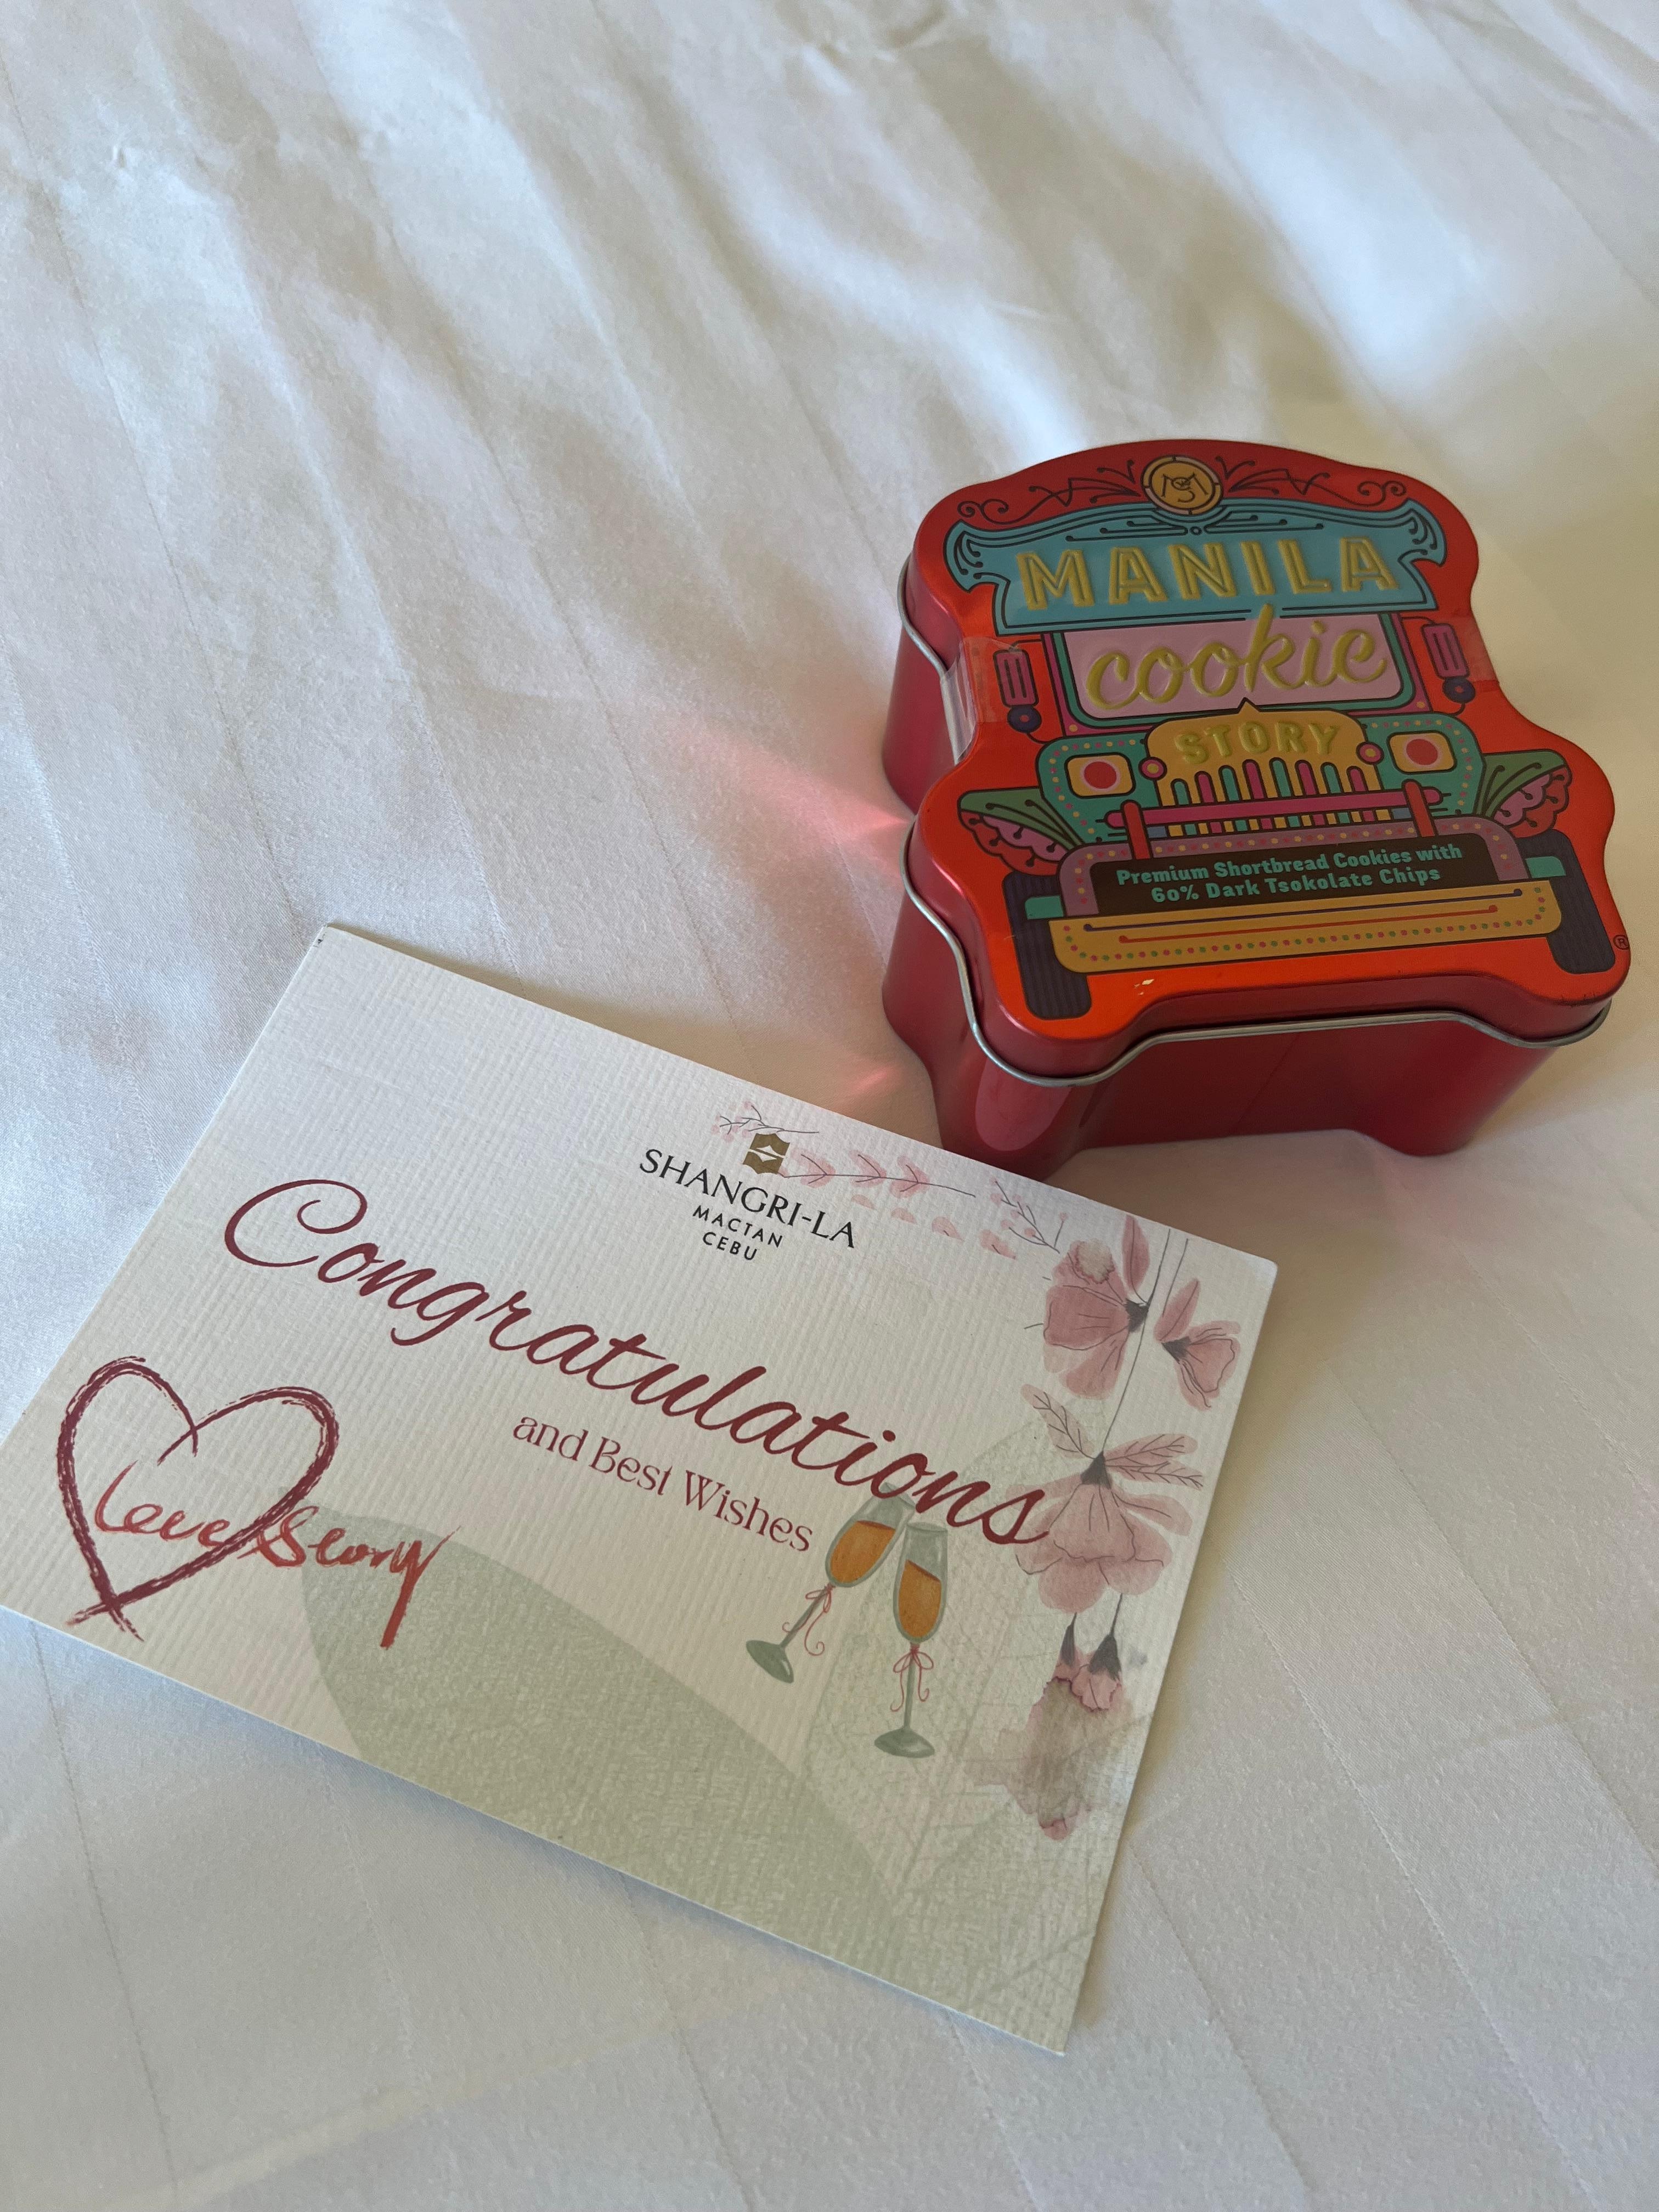 MANILA
cookie
STORY
Premium Shortbread Cookies with
60% Dark Tsokolate Chips
®
SHANGRI-LA
MACTAN
CEBU
Congratulations
and Best Wishes
Love Story